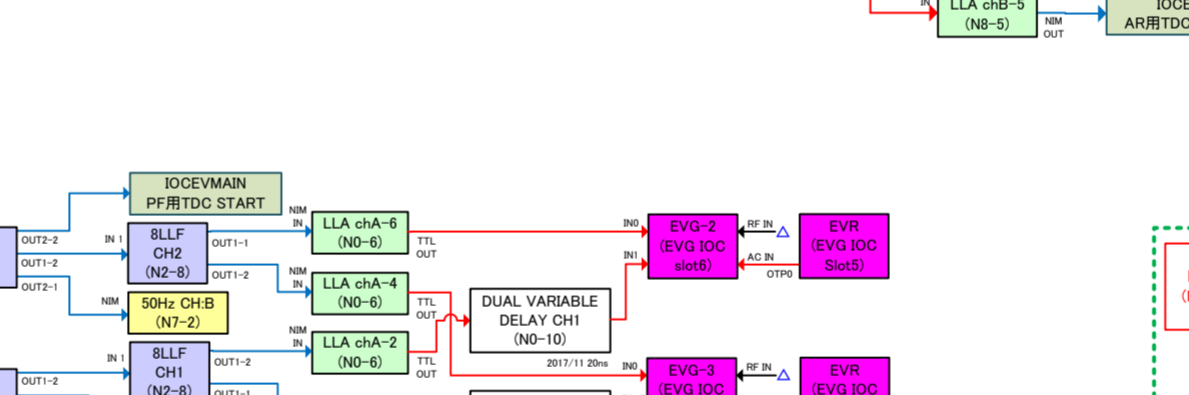 IN
LLA chB-5
(N8-5)
NIM
OUT
AR用TDC
IOCEVMAIN
PF用TDC START
OUT2-2
IN 1
OUT1-2
OUT2-1
8LLF
CH2
(N2-8)
OUT1-1
OUT1-2
NIM
IN
LLA chA-6
(N0-6)
TTL
OUT
IN0
EVG-2
(EVG IOC
slot6)
RF IN
EVR
(EVG IOC
Slot5)
IN1
AC IN
OTP0
NIM
IN
LLA chA-4
(N0-6)
TTL
OUT
NIM
50Hz CH:B
(N7-2)
DUAL VARIABLE
DELAY CH1
(N0-10)
2017/11 20ns
NIM
IN
LLA chA-2
(N0-6)
TTL
OUT
IN 1
OUT1-2
8LLF
CH1
(N2-8)
OUT1-2
OUT1-1
IN0
EVG-3
(EVG IOC
RF IN
EVR
(EVG IOC